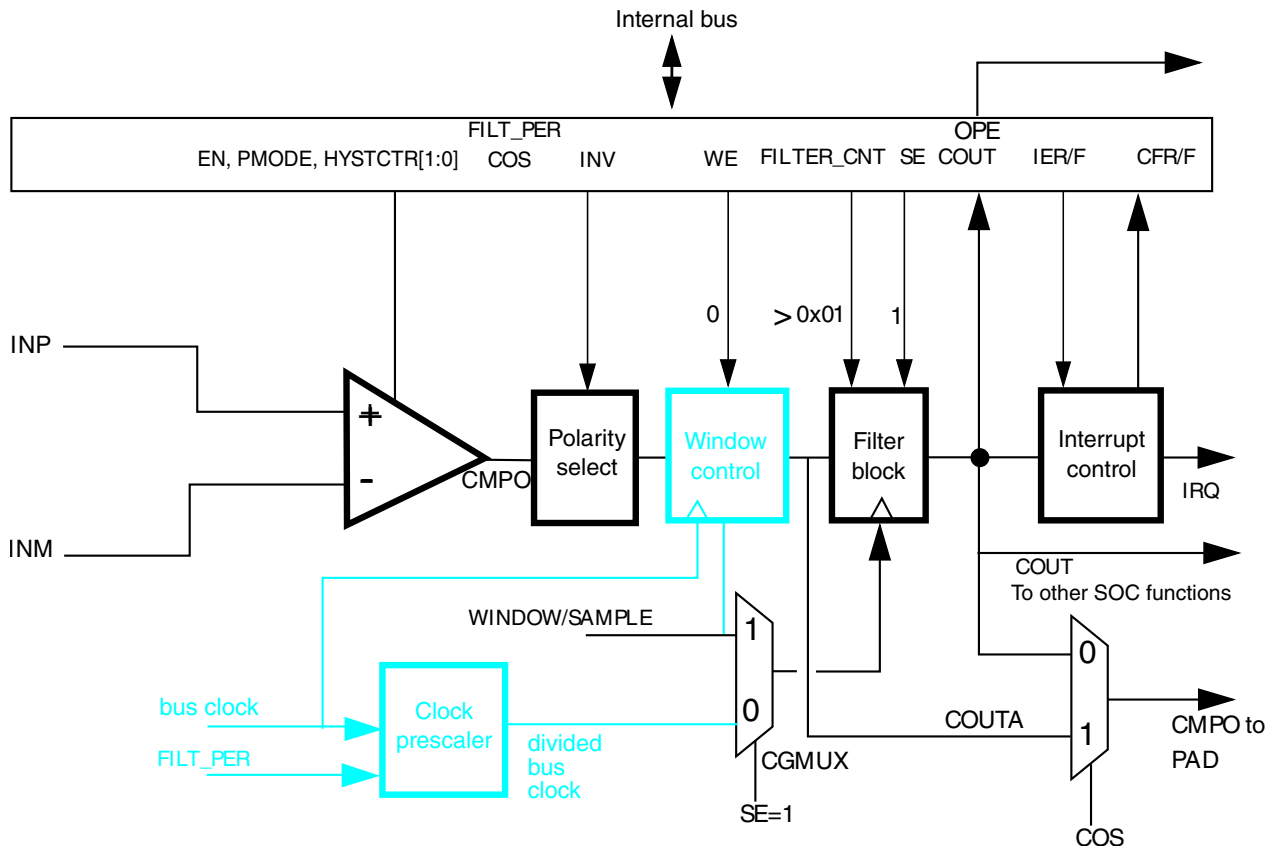 Internal bus
FILT_PER
OPE
EN, PMODE, HYSTCTR[1:0]
COS
INV
WE
FILTER_CNT
SE
COUT
IER/F
CFR/F
0
> 0x01
1
INP
+
-
INM
CMPO
Polarity
select
Window
control
Filter
block
Interrupt
control
IRQ
COUT
To other SOC functions
WINDOW/SAMPLE
1
0
CGMUX
SE=1
bus clock
FILT_PER
Clock
prescaler
divided
bus
clock
COUTA
0
1
CMPO to
PAD
COS